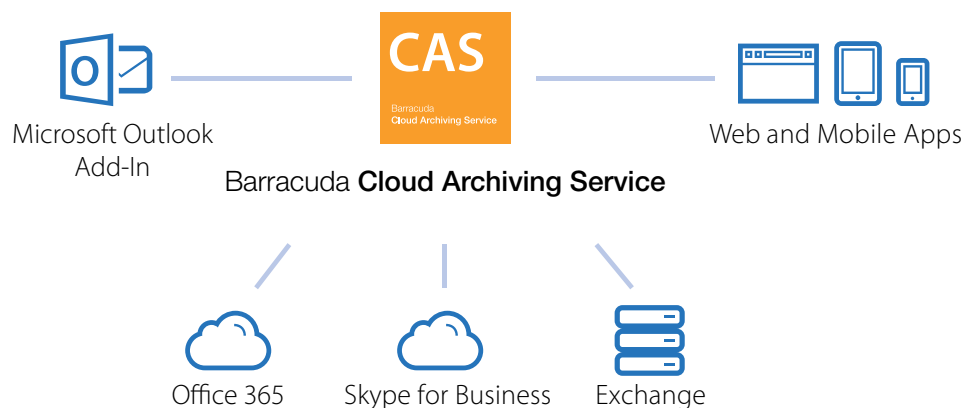 CAS
Barracuda
Cloud Archiving Service
Microsoft Outlook
Add-In
Web and Mobile Apps
Barracuda Cloud Archiving Service
Office 365
Skype for Business
Exchange